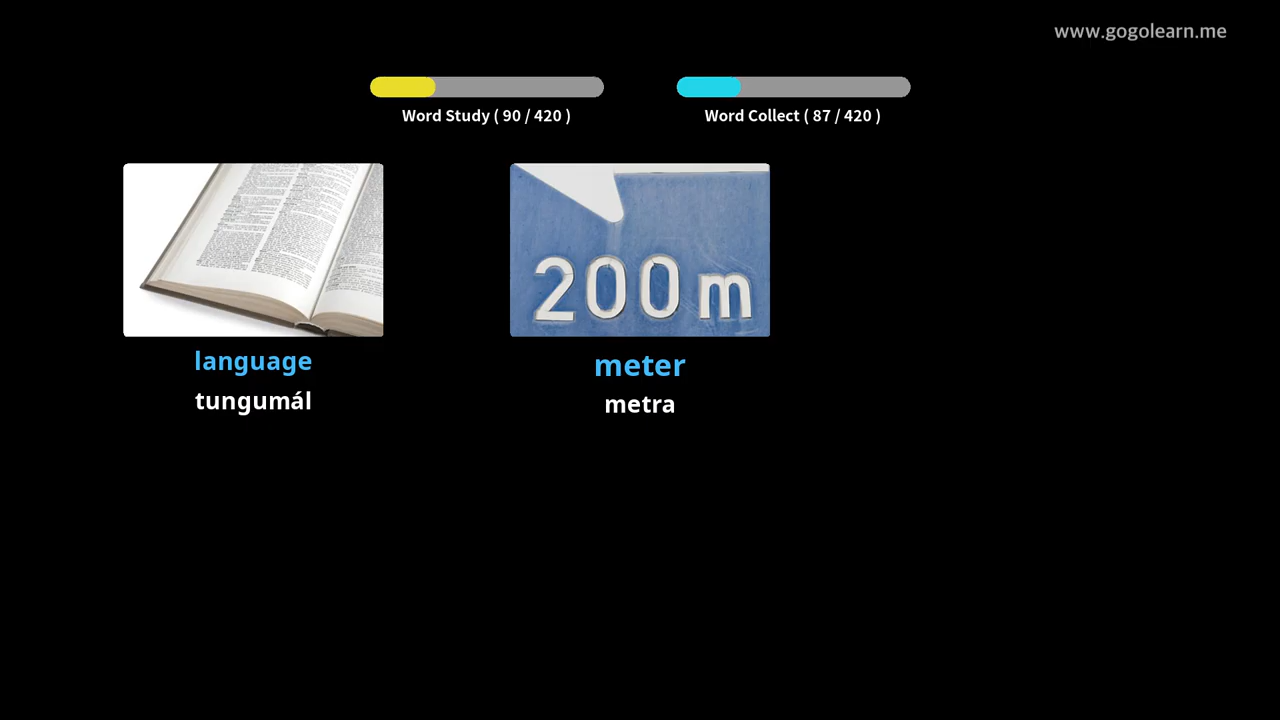 www.gogolearn.me
Word Study ( 90 / 420 )
Word Collect ( 87 / 420 )
200 m
language
tungumál
meter
metra